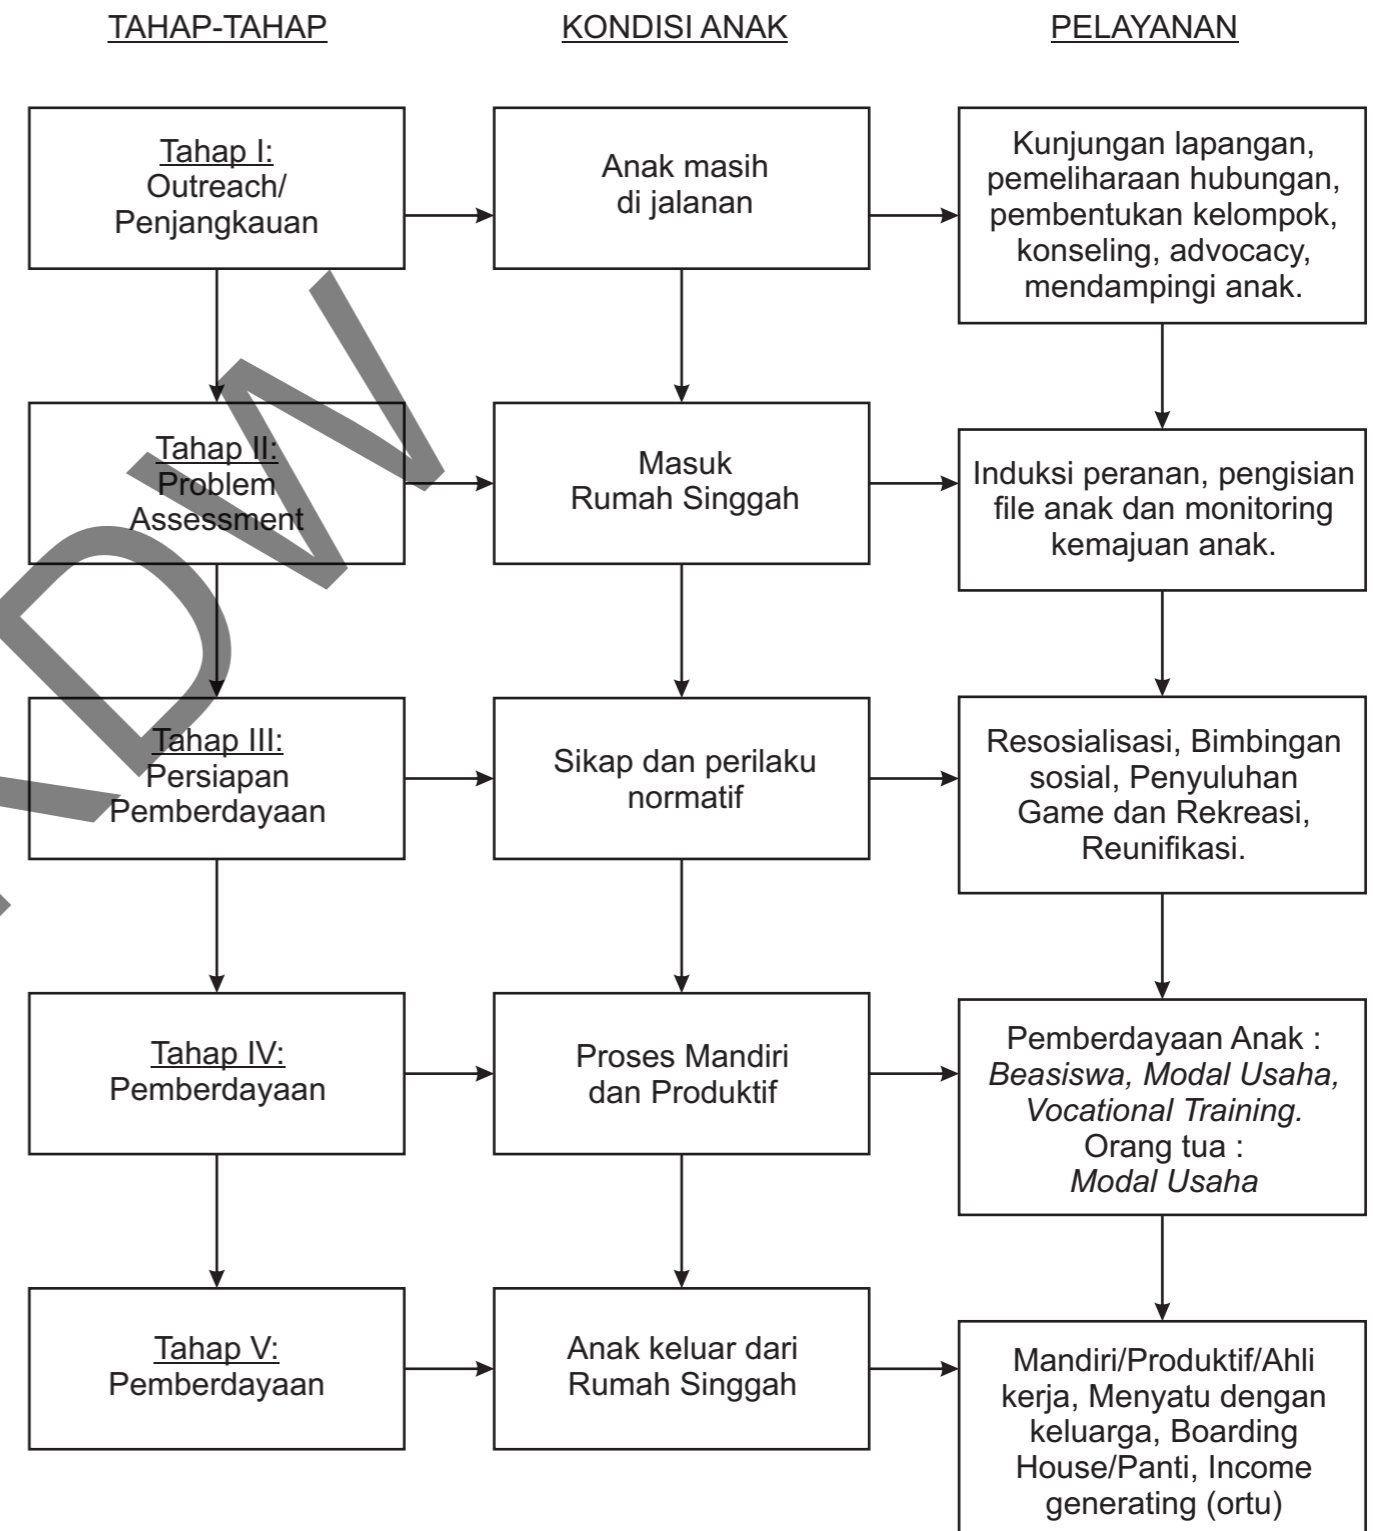 TAHAP-TAHAP
KONDISI ANAK
PELAYANAN
Tahap I:
Outreach/
Penjangkauan
Anak masih
di jalanan
Kunjungan lapangan,
pemeliharaan hubungan,
pembentukan kelompok,
konseling, advocacy,
mendampingi anak.
Tahap II:
Problem
Assessment
Masuk
Rumah Singgah
Induksi peranan, pengisian
file anak dan monitoring
kemajuan anak.
Tahap III:
Persiapan
Pemberdayaan
Sikap dan perilaku
normatif
Resosialisasi, Bimbingan
sosial, Penyuluhan
Game dan Rekreasi,
Reunifikasi.
Tahap IV:
Pemberdayaan
Proses Mandiri
dan Produktif
Pemberdayaan Anak :
Beasiswa, Modal Usaha,
Vocational Training.
Orang tua :
Modal Usaha
Tahap V:
Pemberdayaan
Anak keluar dari
Rumah Singgah
Mandiri/Produktif/Ahli
kerja, Menyatu dengan
keluarga, Boarding
House/Panti, Income
generating (ortu)
DW